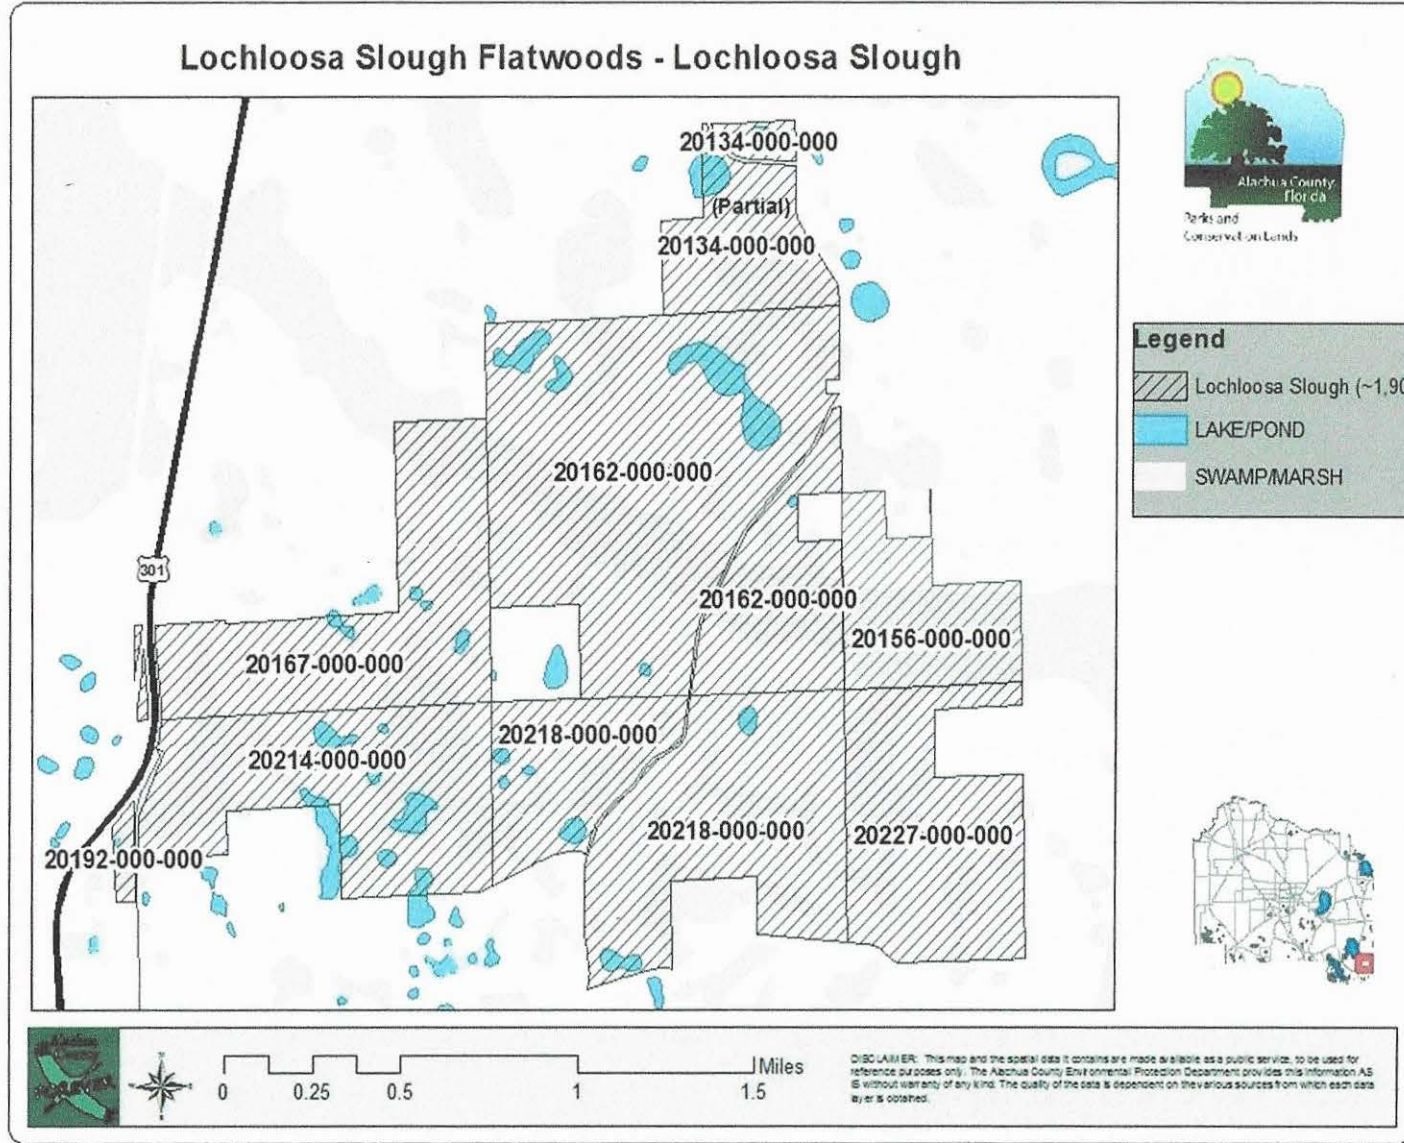 Lochloosa Slough Flatwoods - Lochloosa Slough
Alachua County
Florida
Parks and
Conservation Lands
20134-000-000
(Partial)
20134-000-000
Legend
Lochloosa Slough (~1,90
LAKE/POND
SWAMP/MARSH
20162-000-000
301
20162-000-000
20156-000-000
20167-000-000
20218-000-000
20214-000-000
20218-000-000
20227-000-000
20192-000-000
Alachua
County
Miles
0 0.25 0.5 1 1.5
DISCLAIMER: This map and the spatial data it contains are made available as a public service, to be used for
reference purposes only. The Alachua County Environmental Protection Department provides this information AS
IS without warranty of any kind. The quality of the data is dependent on the various sources from which each data
layer is obtained.